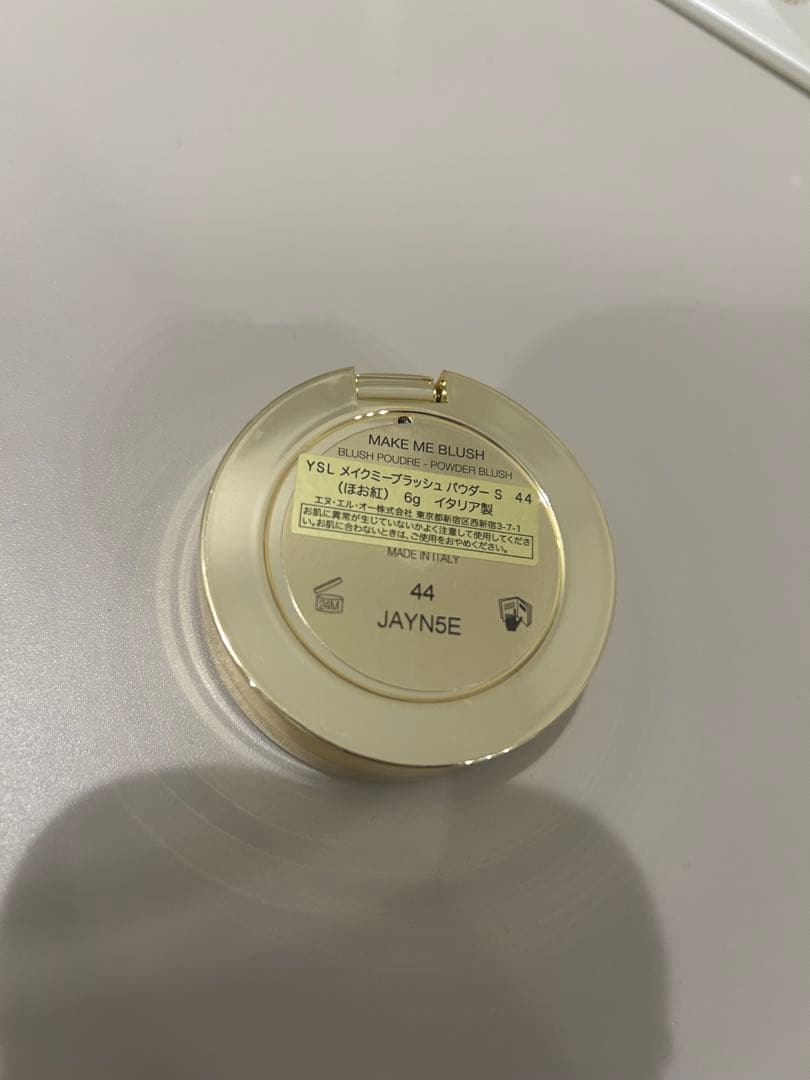 MAKE ME BLUSH
BLUSH POUDRE - POWDER BLUSH
YSL メイクミーブラッシュ パウダー S 44
（ほお紅） 6g イタリア製
エヌ・エル・オー株式会社 東京都新宿区西新宿3-7-1
お肌に異常が生じていないかよく注意して使用してくださ
い。お肌に合わないときは、ご使用をおやめください。
MADE IN ITALY
24M
44
JAYN5E